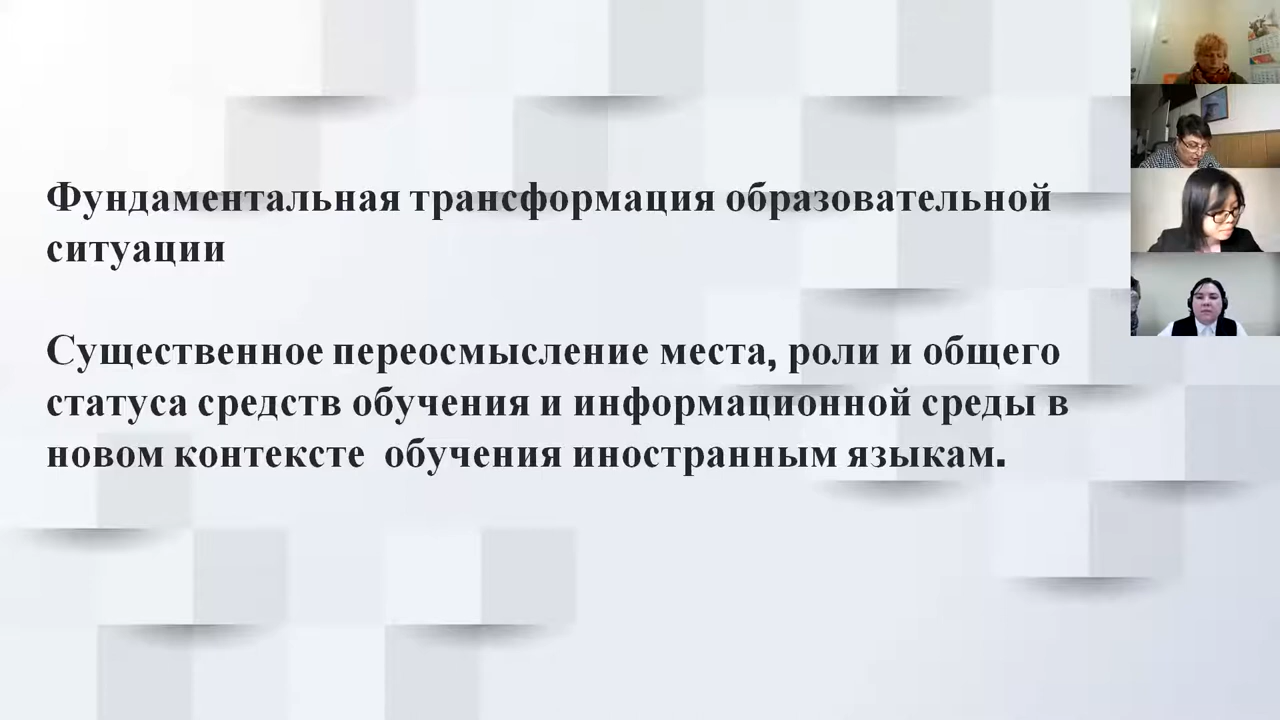 Фундаментальная трансформация образовательной
ситуации
Существенное переосмысление места, роли и общего
статуса средств обучения и информационной среды в
новом контексте  обучения иностранным языкам.